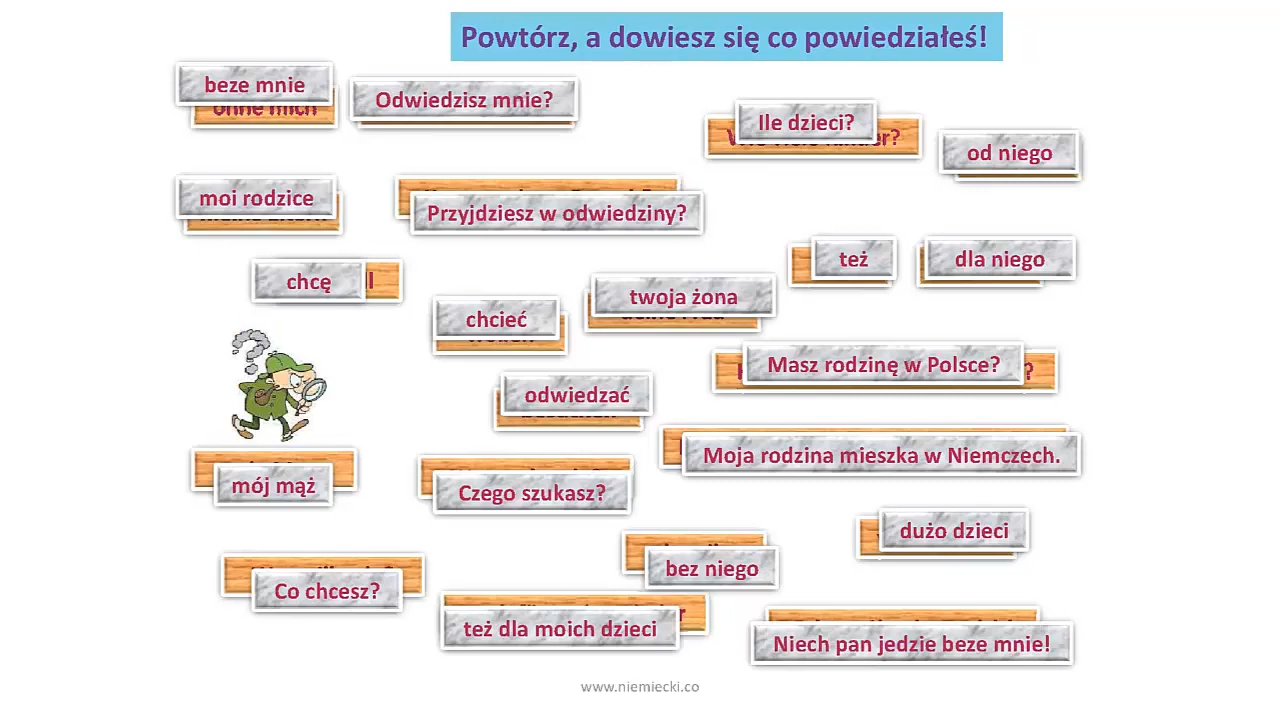 Powtórz, a dowiesz się co powiedziałeś!
beze mnie
ohne mich
Odwiedzisz mnie?
Ile dzieci?
od niego
moi rodzice
Przyjdziesz w odwiedziny?
też
dla niego
chcę
twoja żona
chcieć
Masz rodzinę w Polsce?
odwiedzać
Moja rodzina mieszka w Niemczech.
mój mąż
Czego szukasz?
dużo dzieci
bez niego
Co chcesz?
też dla moich dzieci
Niech pan jedzie beze mnie!
www.niemiecki.co